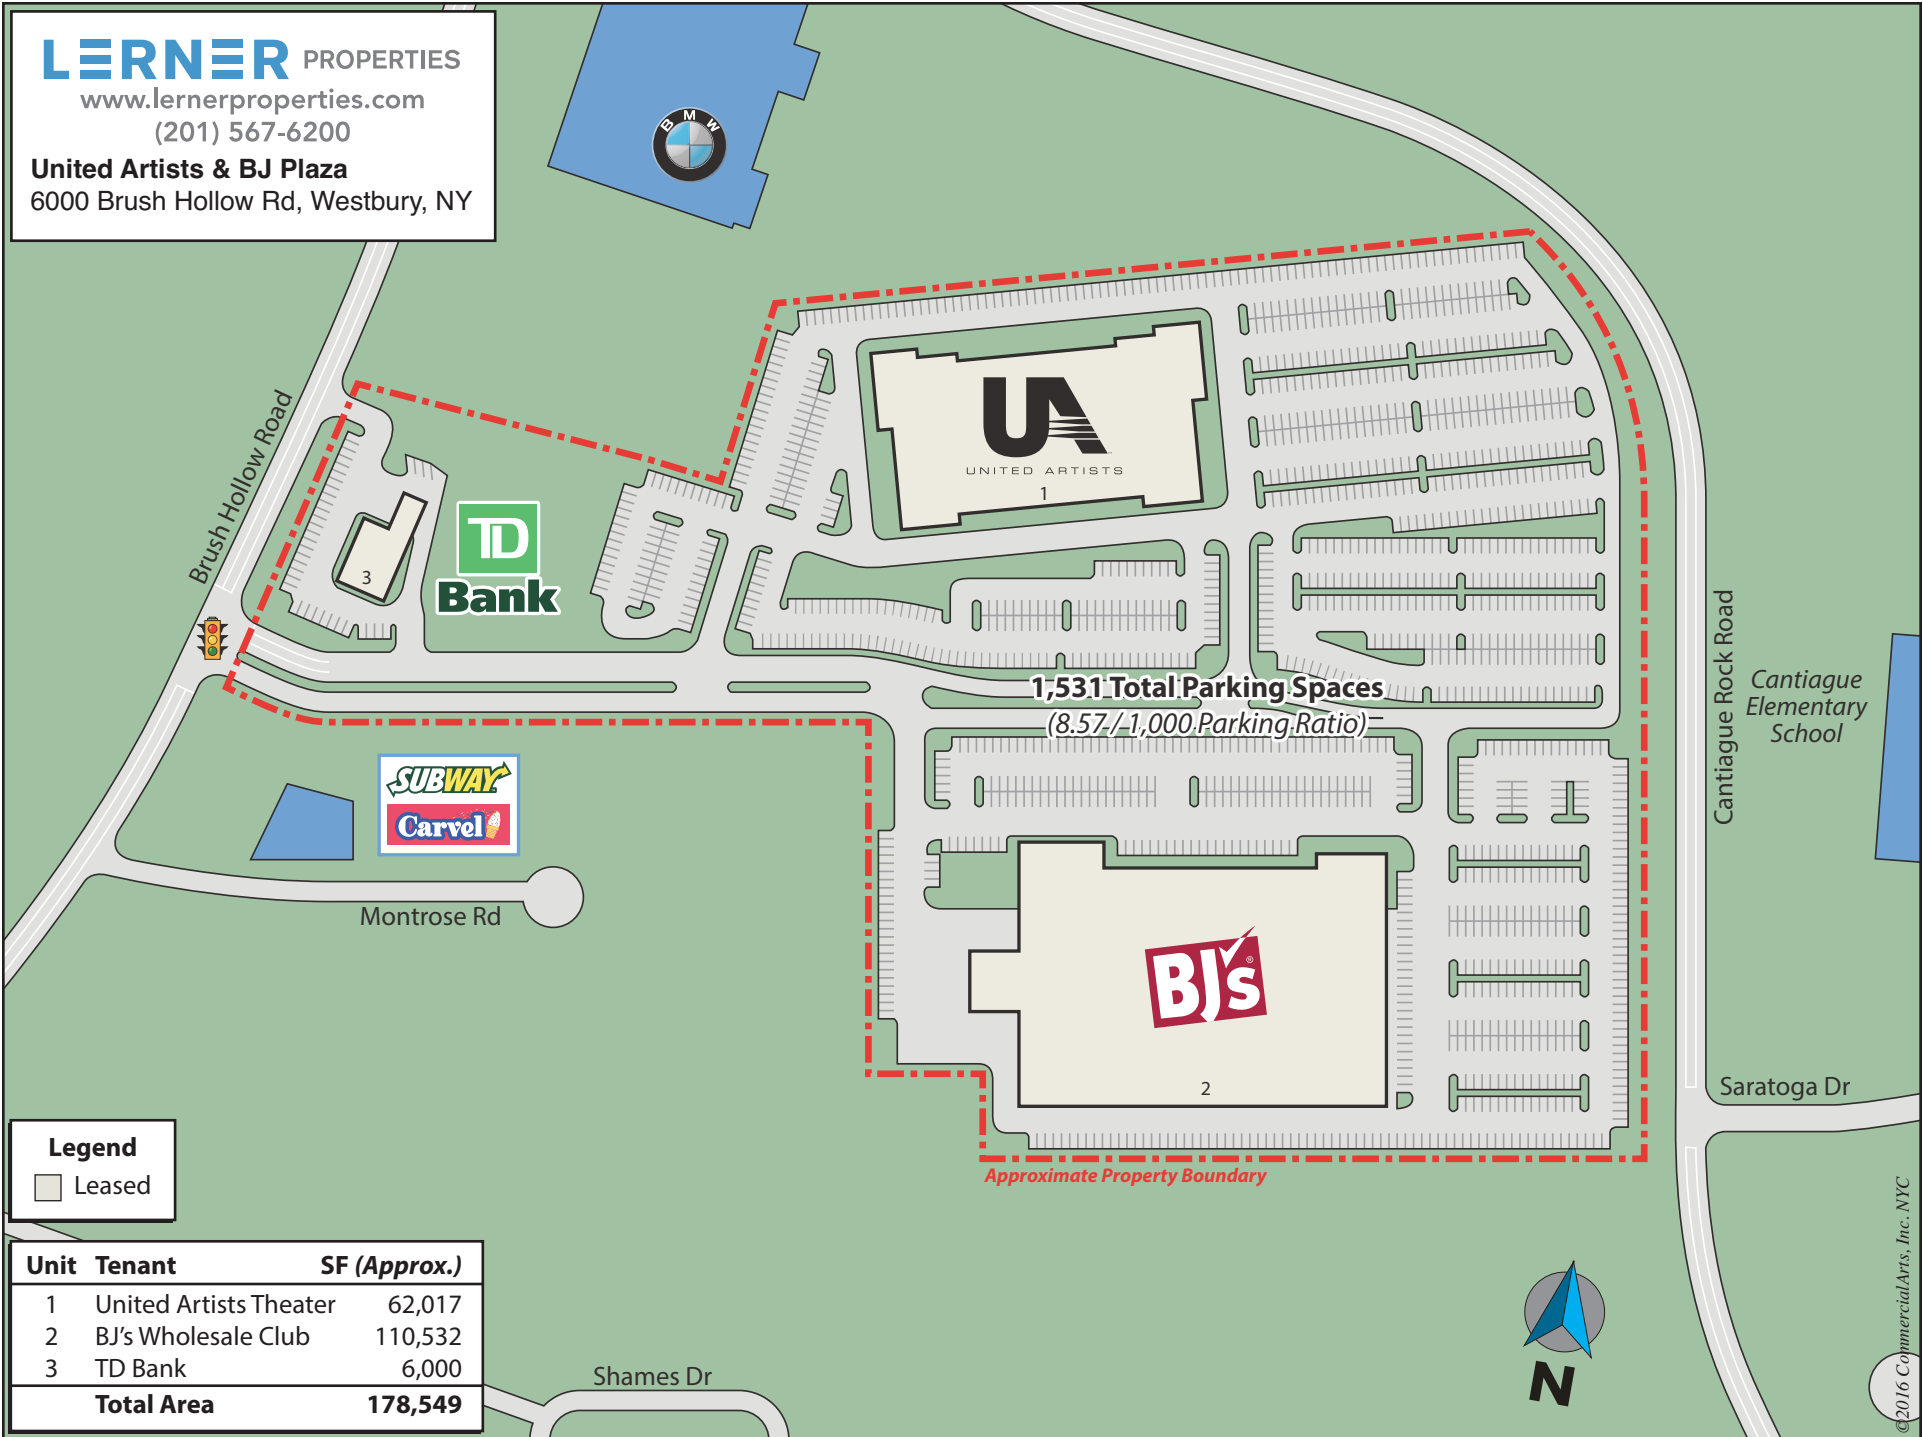 LERNER PROPERTIES
www.lernerproperties.com
(201) 567-6200
United Artists & BJ Plaza
6000 Brush Hollow Rd, Westbury, NY
BMW
Brush Hollow Road
UA
UNITED ARTISTS
1
3
TD
Bank
1,531 Total Parking Spaces
(8.57 / 1,000 Parking Ratio)
Cantiague Rock Road
Cantiague
Elementary
School
SUBWAY
Carvel
Montrose Rd
BJ's®
2
Saratoga Dr
Approximate Property Boundary
Legend
Leased
Unit Tenant SF (Approx.)
1 United Artists Theater 62,017
2 BJ's Wholesale Club 110,532
3 TD Bank 6,000
Total Area 178,549
Shames Dr
N
©2016 CommercialArts, Inc. NYC